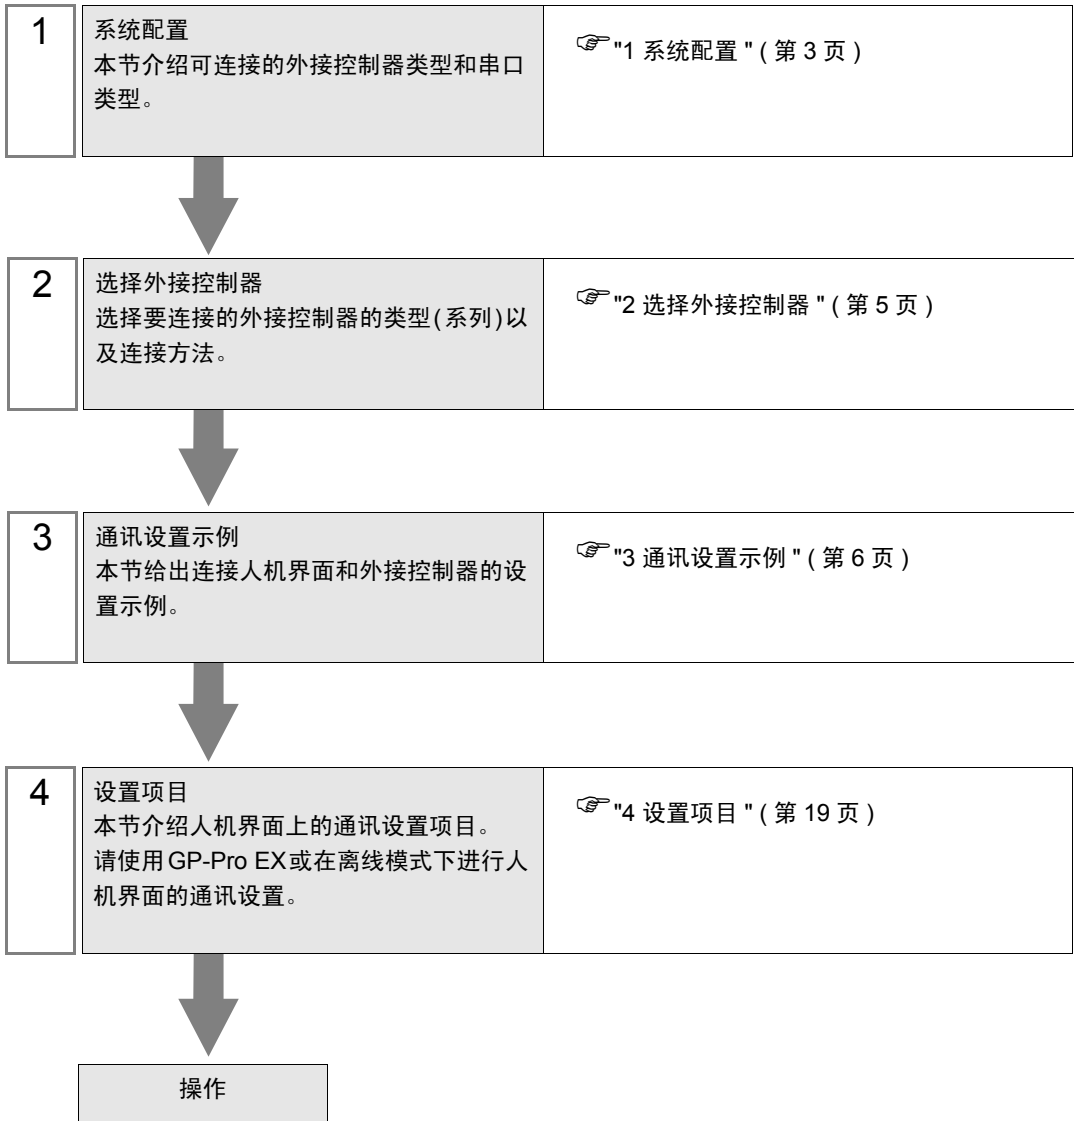 1
系统配置
本节介绍可连接的外接控制器类型和串口
类型。
☞"1 系统配置 " ( 第 3 页 )
2
选择外接控制器
选择要连接的外接控制器的类型(系列)以
及连接方法。
☞"2 选择外接控制器 " ( 第 5 页 )
3
通讯设置示例
本节给出连接人机界面和外接控制器的设
置示例。
☞"3 通讯设置示例 " ( 第 6 页 )
4
设置项目
本节介绍人机界面上的通讯设置项目。
请使用GP-Pro EX或在离线模式下进行人
机界面的通讯设置。
☞"4 设置项目 " ( 第 19 页 )
操作